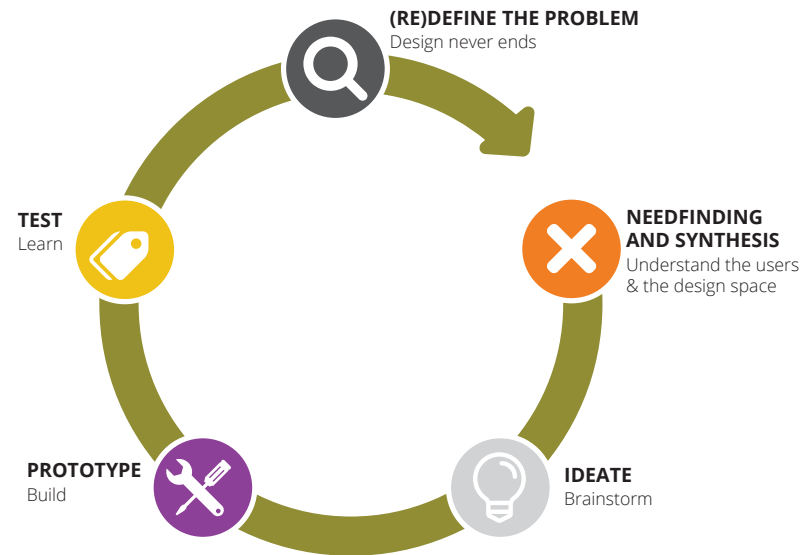 (RE)DEFINE THE PROBLEM
Design never ends
NEEDFINDING
AND SYNTHESIS
Understand the users
& the design space
IDEATE
Brainstorm
PROTOTYPE
Build
TEST
Learn